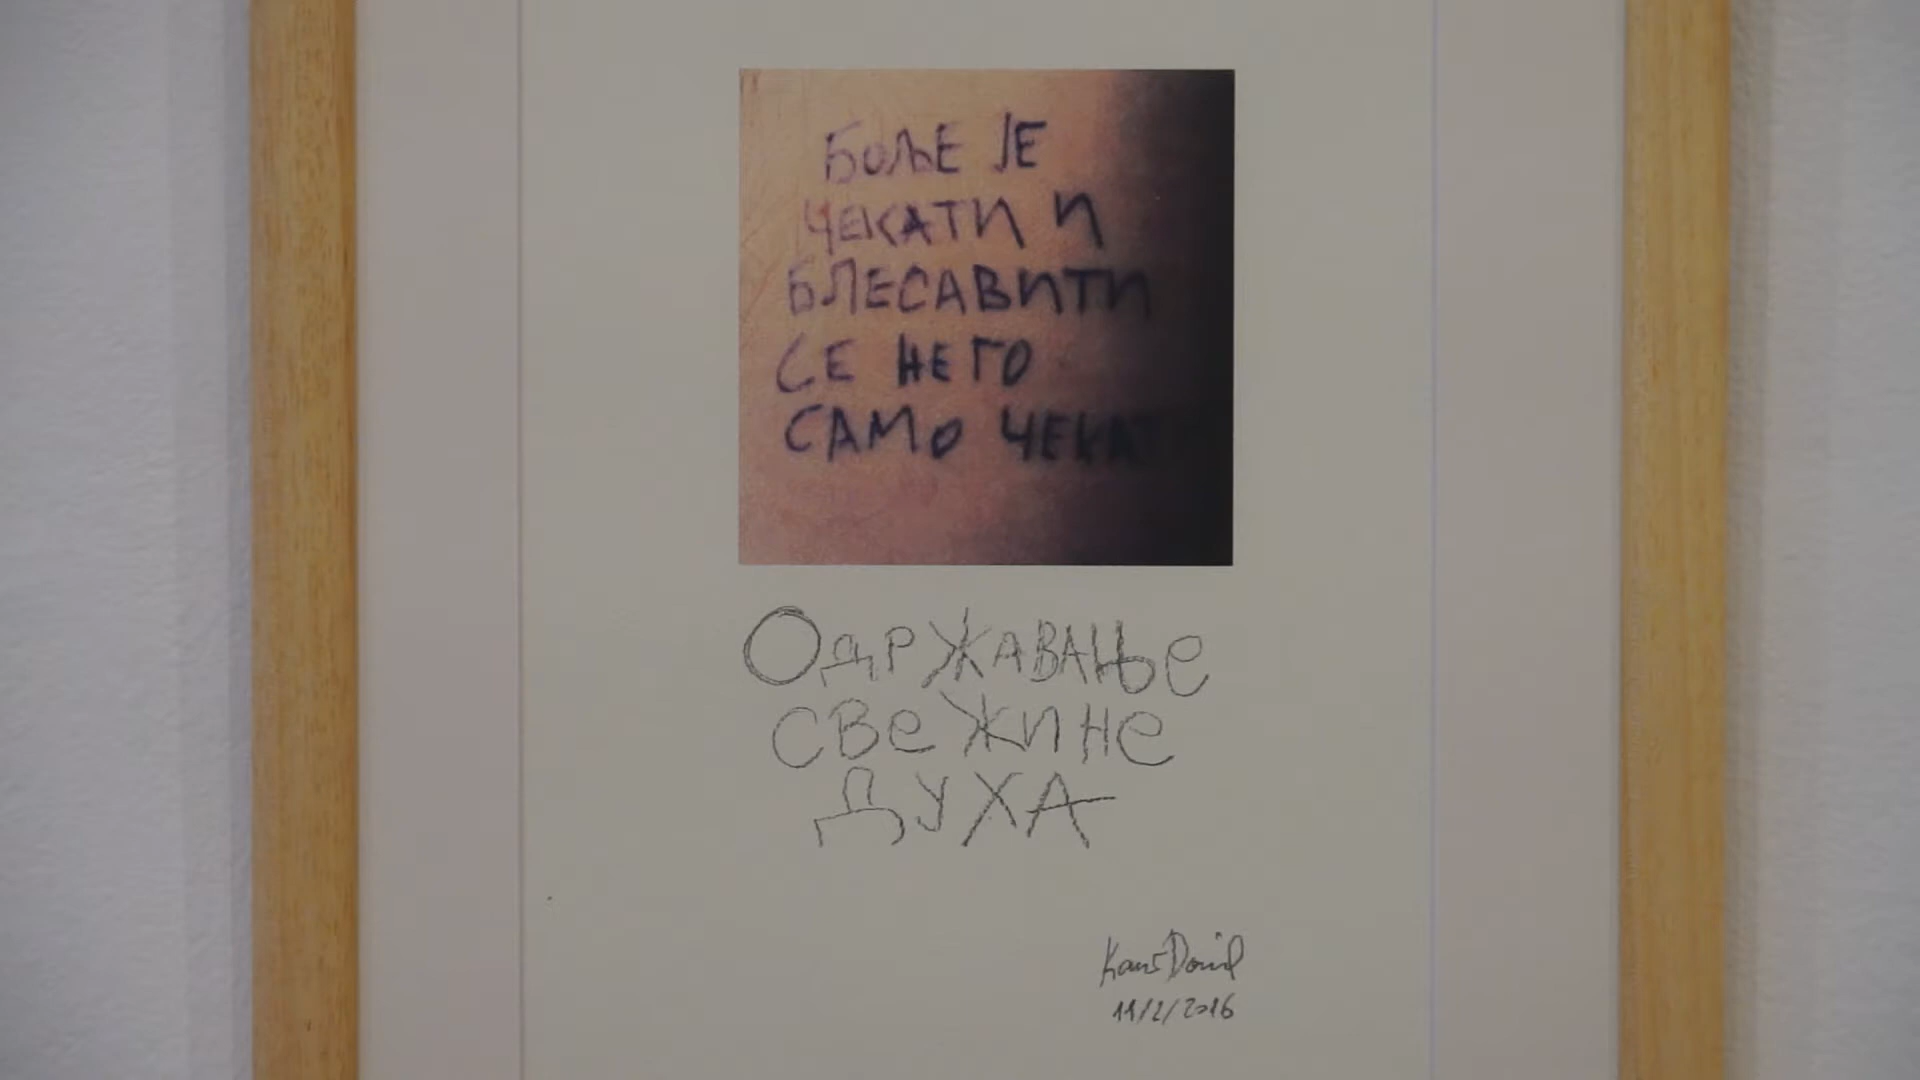 БОЉЕ ЈЕ
ЧЕКАТИ И
БЛЕСАВИТИ
СЕ НЕГО
САМО ЧЕКАТИ
ОДРЖАВАЊе
СВеЖИНе
ДУХА
11/2/2016